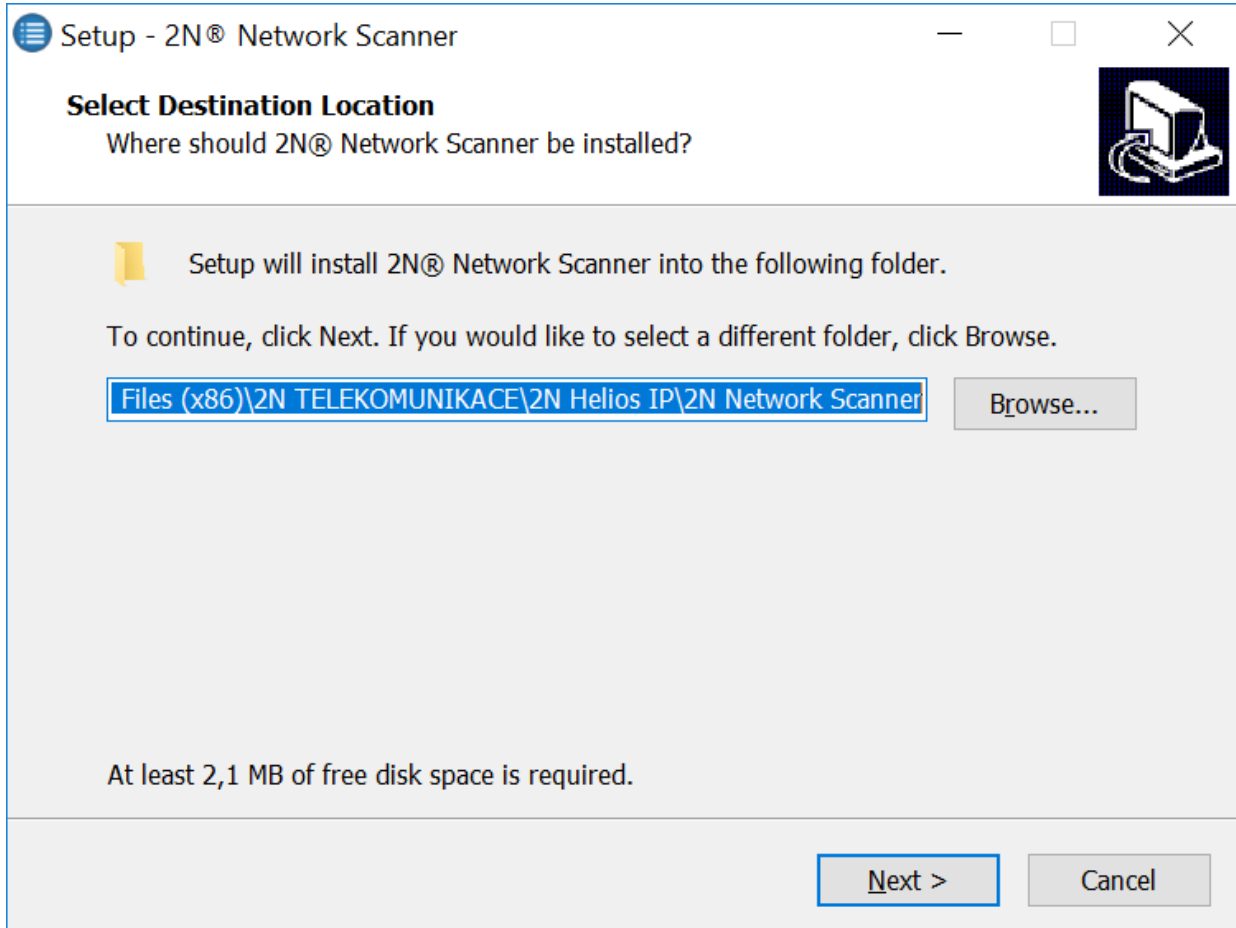 Setup - 2N® Network Scanner
Select Destination Location
Where should 2N® Network Scanner be installed?
Setup will install 2N® Network Scanner into the following folder.
To continue, click Next. If you would like to select a different folder, click Browse.
Files (x86)\2N TELEKOMUNIKACE\2N Helios IP\2N Network Scanner
Browse...
At least 2,1 MB of free disk space is required.
Next >
Cancel